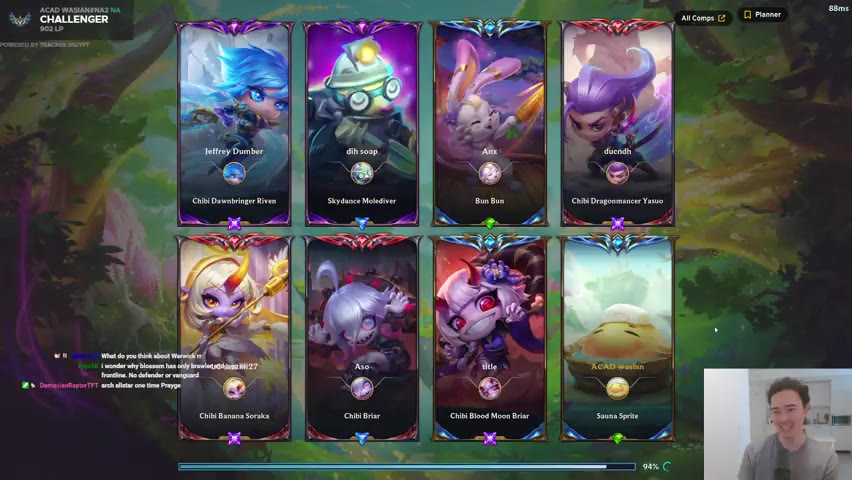 ACAD WASIAN#NA2 NA
CHALLENGER
902 LP
POWERED BY TRACKER.GG/TFT
All Comps
Planner
88ms
Jeffrey Dumber
Chibi Dawnbringer Riven
dih soap
Skydance Molediver
Anx
Bun Bun
ducndh
Chibi Dragonmancer Yasuo
Chibi Banana Soraka
Aso
Chibi Briar
title
Chibi Blood Moon Briar
ACAD wasian
Sauna Sprite
What do you think about Warwick rr
I wonder why blossom has only brawler
frontline. No defender or vanguard
DemacianRaptorTFT arch alistar one time Prayge
94%